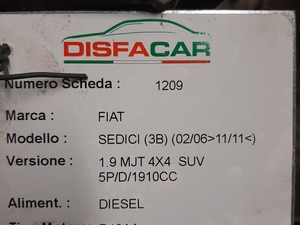 DISFACAR
Numero Scheda : 1209
Marca : FIAT
Modello : SEDICI (3B) (02/06>11/11<)
Versione : 1.9 MJT 4X4 SUV
5P/D/1910CC
Aliment. : DIESEL